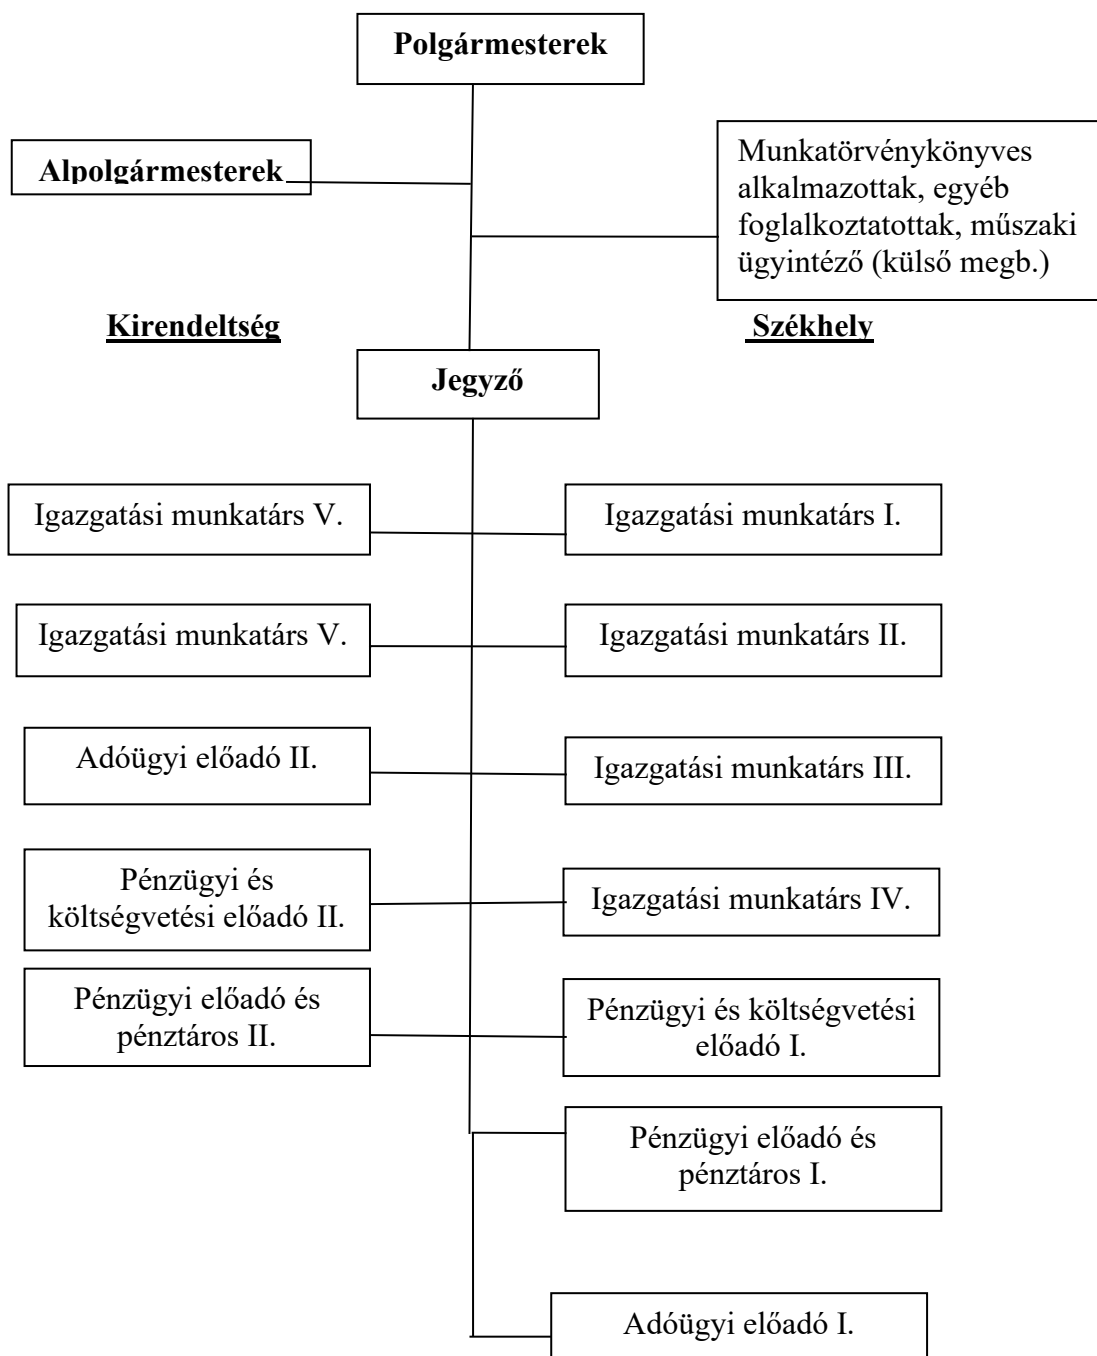 Polgármesterek
Alpolgármesterek
Munkatörvénykönyves
alkalmazottak, egyéb
foglalkoztatottak, műszaki
ügyintéző (külső megb.)
Kirendeltség
Székhely
Jegyző
Igazgatási munkatárs V.
Igazgatási munkatárs I.
Igazgatási munkatárs V.
Igazgatási munkatárs II.
Adóügyi előadó II.
Igazgatási munkatárs III.
Pénzügyi és
költségvetési előadó II.
Igazgatási munkatárs IV.
Pénzügyi előadó és
pénztáros II.
Pénzügyi és költségvetési
előadó I.
Pénzügyi előadó és
pénztáros I.
Adóügyi előadó I.